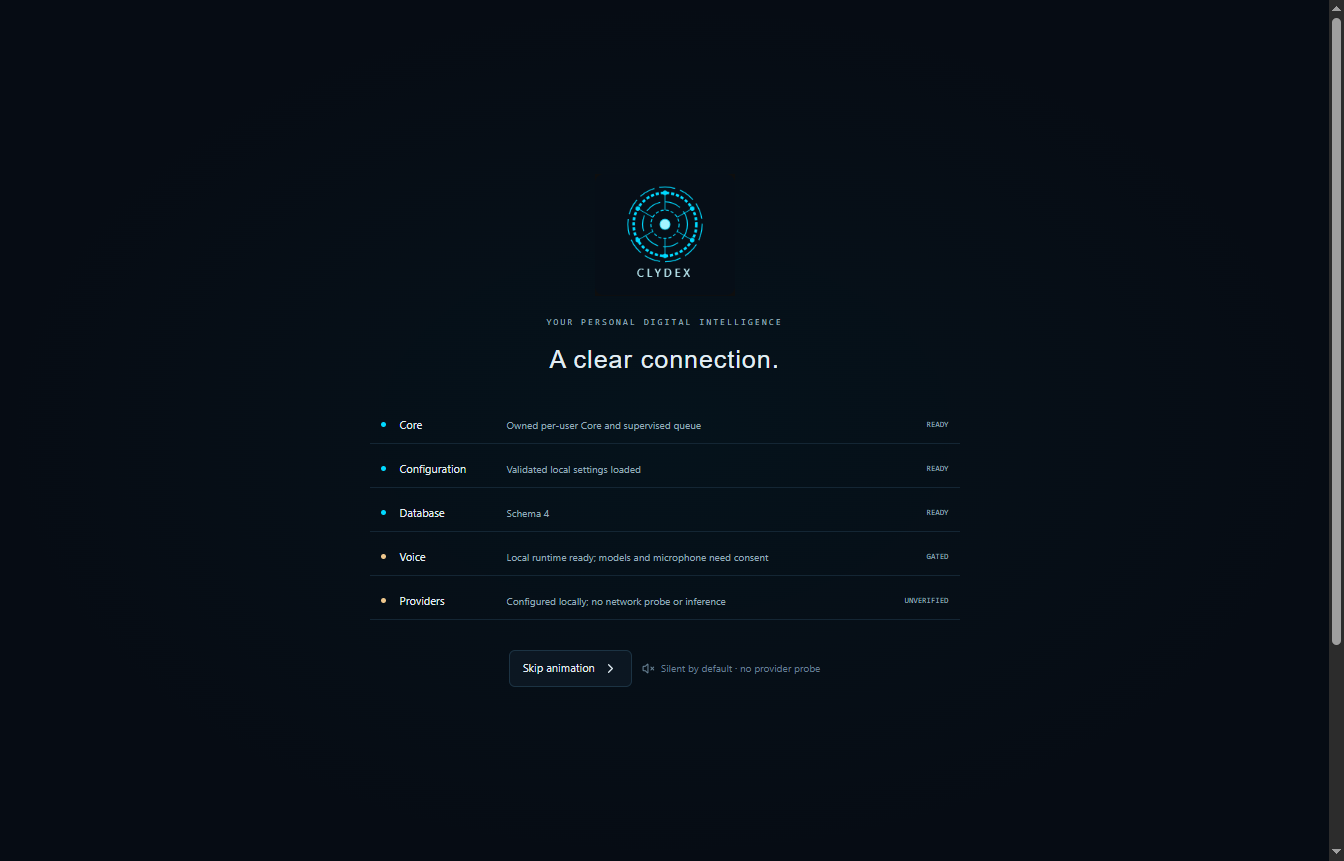 CLYDEX
YOUR PERSONAL DIGITAL INTELLIGENCE
A clear connection.
Core Owned per-user Core and supervised queue READY
Configuration Validated local settings loaded READY
Database Schema 4 READY
Voice Local runtime ready; models and microphone need consent GATED
Providers Configured locally; no network probe or inference UNVERIFIED
Skip animation Silent by default · no provider probe